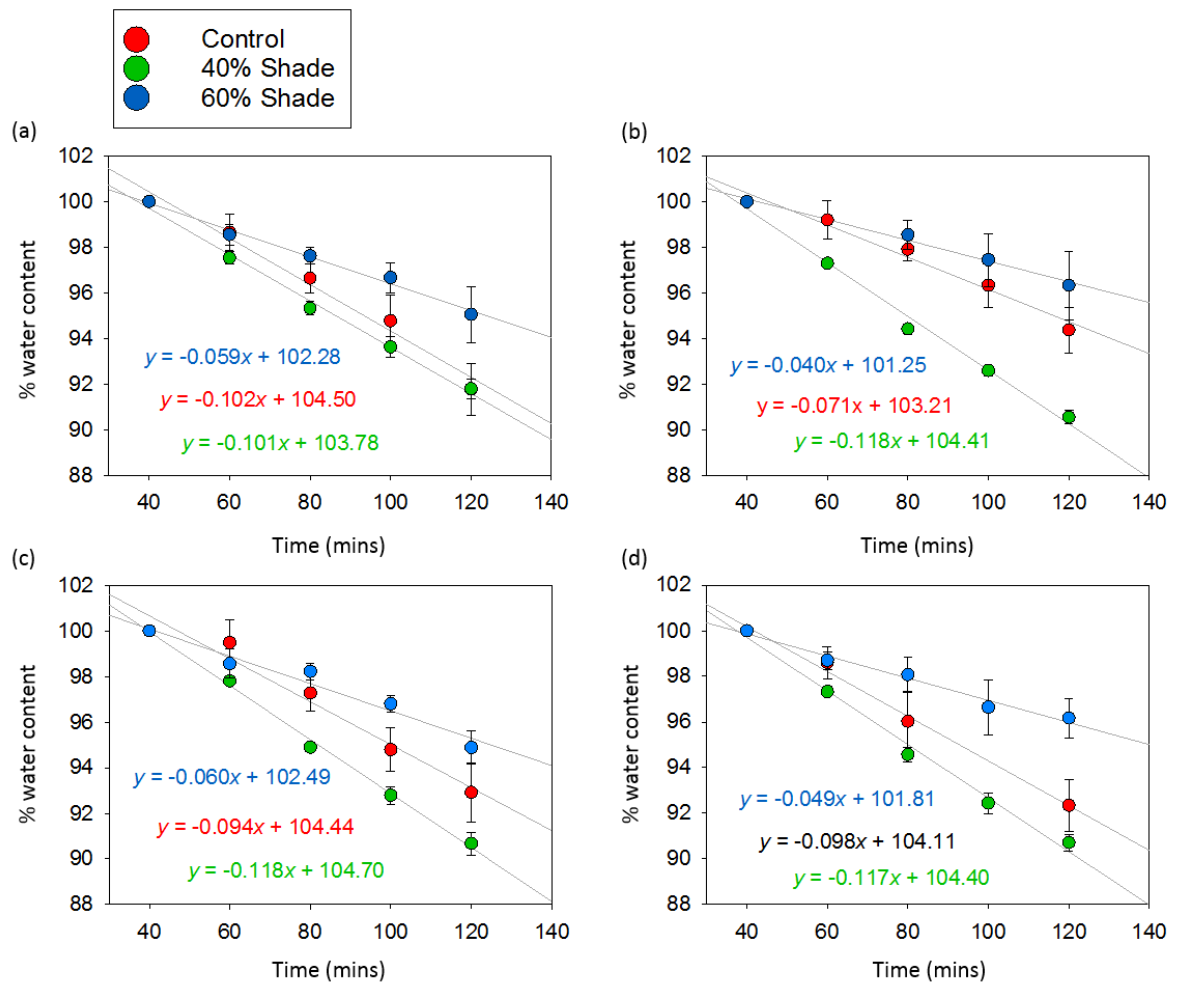 Control
40% Shade
60% Shade
(a)
102
100
98
96
94
92
90
88
% water content
y = -0.059x + 102.28
y = -0.102x + 104.50
y = -0.101x + 103.78
40 60 80 100 120 140
Time (mins)
(b)
102
100
98
96
94
92
90
88
% water content
y = -0.040x + 101.25
y = -0.071x + 103.21
y = -0.118x + 104.41
40 60 80 100 120 140
Time (mins)
(c)
102
100
98
96
94
92
90
88
% water content
y = -0.060x + 102.49
y = -0.094x + 104.44
y = -0.118x + 104.70
40 60 80 100 120 140
Time (mins)
(d)
102
100
98
96
94
92
90
88
% water content
y = -0.049x + 101.81
y = -0.098x + 104.11
y = -0.117x + 104.40
40 60 80 100 120 140
Time (mins)